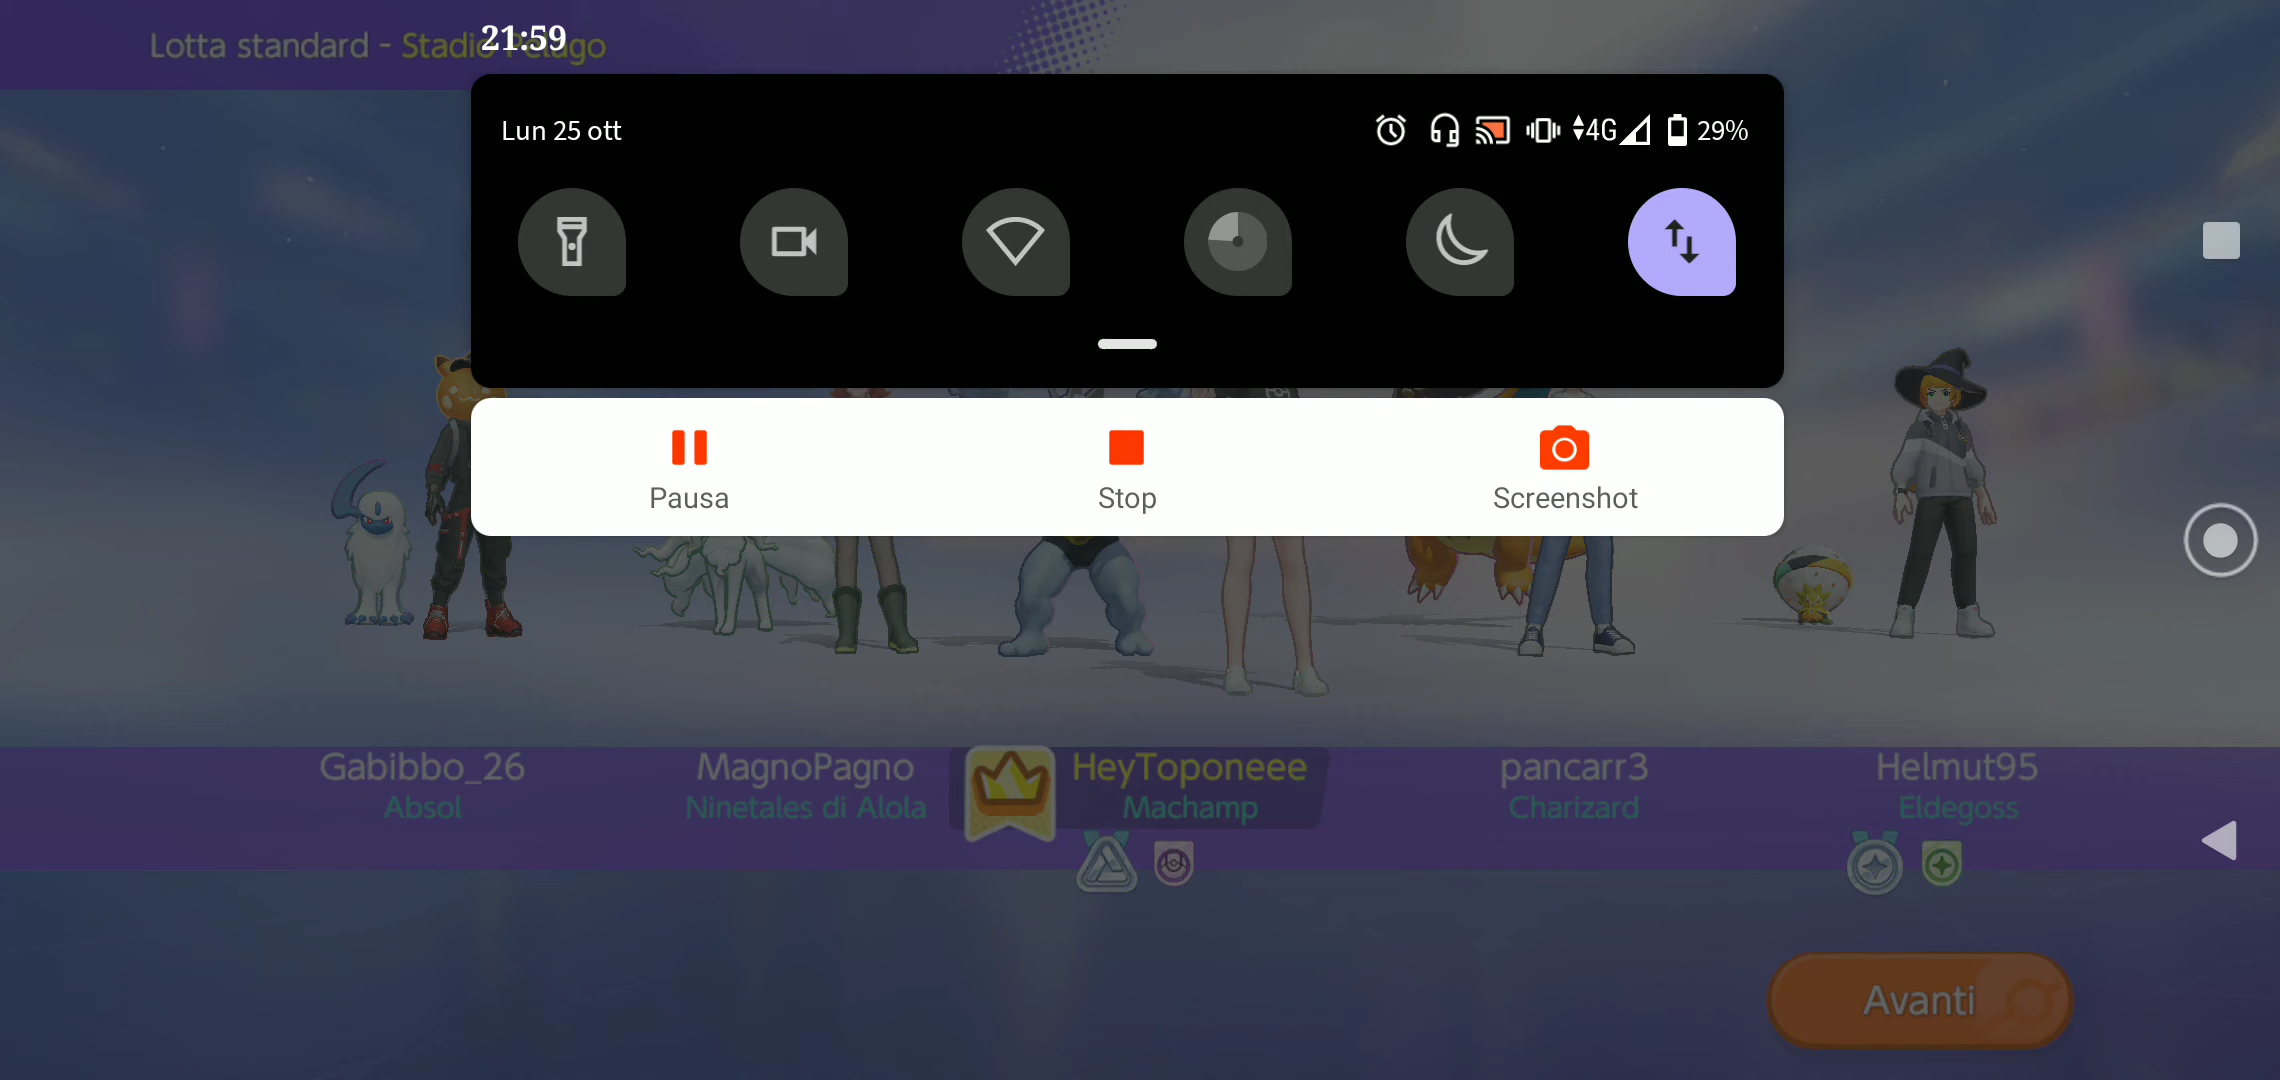 Lotta standard - Stadio Pelago
21:59
Lun 25 ott
4G
29%
Pausa
Stop
Screenshot
Gabibbo_26
MagnoPagno
HeyToponeee
pancarr3
Helmut95
Absol
Ninetales di Alola
Machamp
Charizard
Eldegoss
Avanti